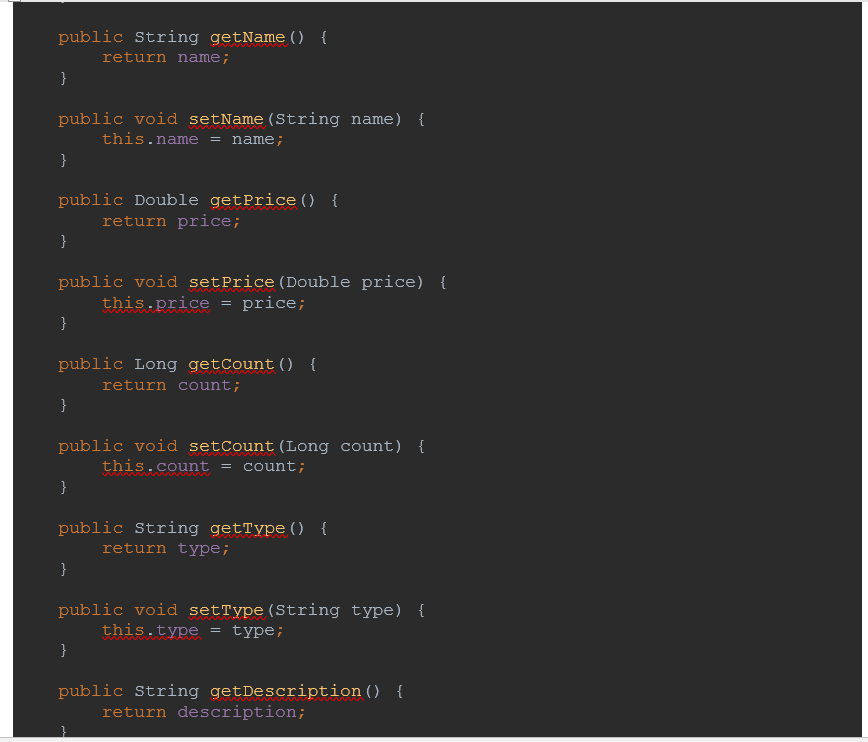 public String getName() {
return name;
}
public void setName(String name) {
this.name = name;
}
public Double getPrice() {
return price;
}
public void setPrice(Double price) {
this.price = price;
}
public Long getCount() {
return count;
}
public void setCount(Long count) {
this.count = count;
}
public String getType() {
return type;
}
public void setType(String type) {
this.type = type;
}
public String getDescription() {
return description;
}